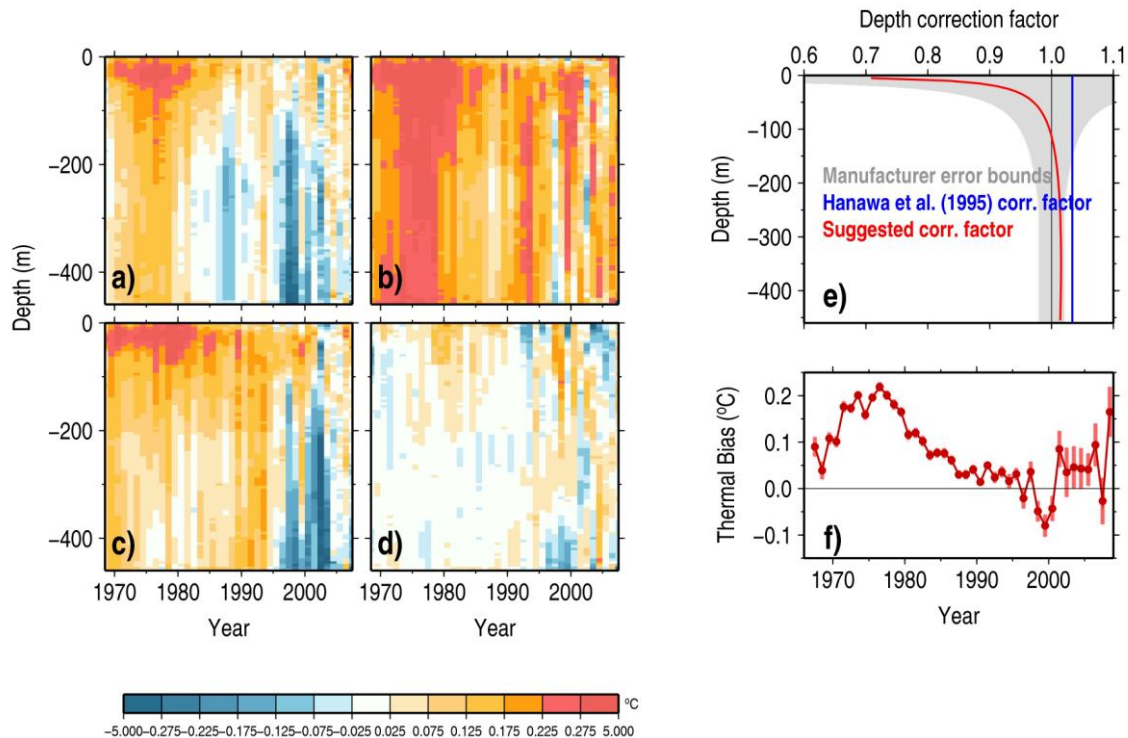 0
−200
−400
Depth (m)
a)
b)
0
−200
−400
c)
d)
1970 1980 1990 2000
1970 1980 1990 2000
Year
Year
Depth correction factor
0.6 0.7 0.8 0.9 1.0 1.1
0
−100
−200
−300
−400
Depth (m)
Manufacturer error bounds
Hanawa et al. (1995) corr. factor
Suggested corr. factor
e)
0.2
0.1
0.0
−0.1
Thermal Bias (ºC)
f)
1970 1980 1990 2000
Year
ºC
−5.000−0.275−0.225−0.175−0.125−0.075−0.025 0.025 0.075 0.125 0.175 0.225 0.275 5.000